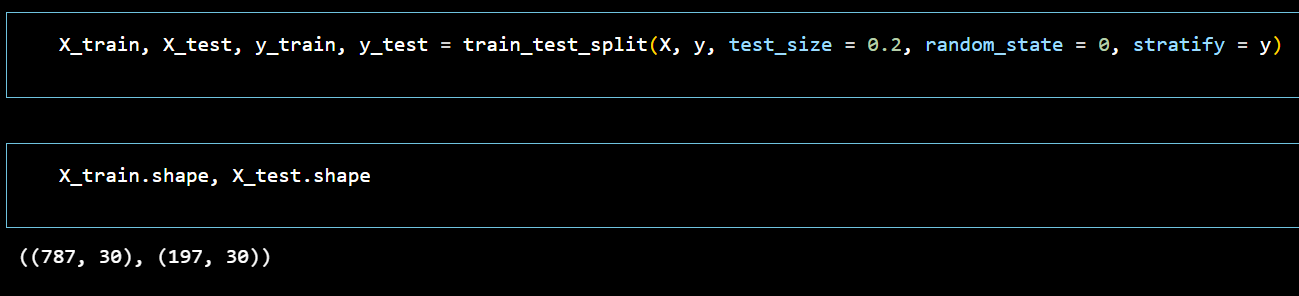 X_train, X_test, y_train, y_test = train_test_split(X, y, test_size = 0.2, random_state = 0, stratify = y)
X_train.shape, X_test.shape
((787, 30), (197, 30))